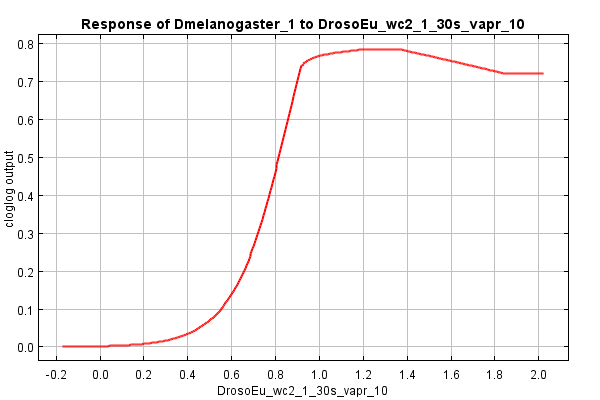 Response of Dmelanogaster_1 to DrosoEu_wc2_1_30s_vapr_10
cloglog output
0.8
0.7
0.6
0.5
0.4
0.3
0.2
0.1
0.0
-0.2 0.0 0.2 0.4 0.6 0.8 1.0 1.2 1.4 1.6 1.8 2.0
DrosoEu_wc2_1_30s_vapr_10